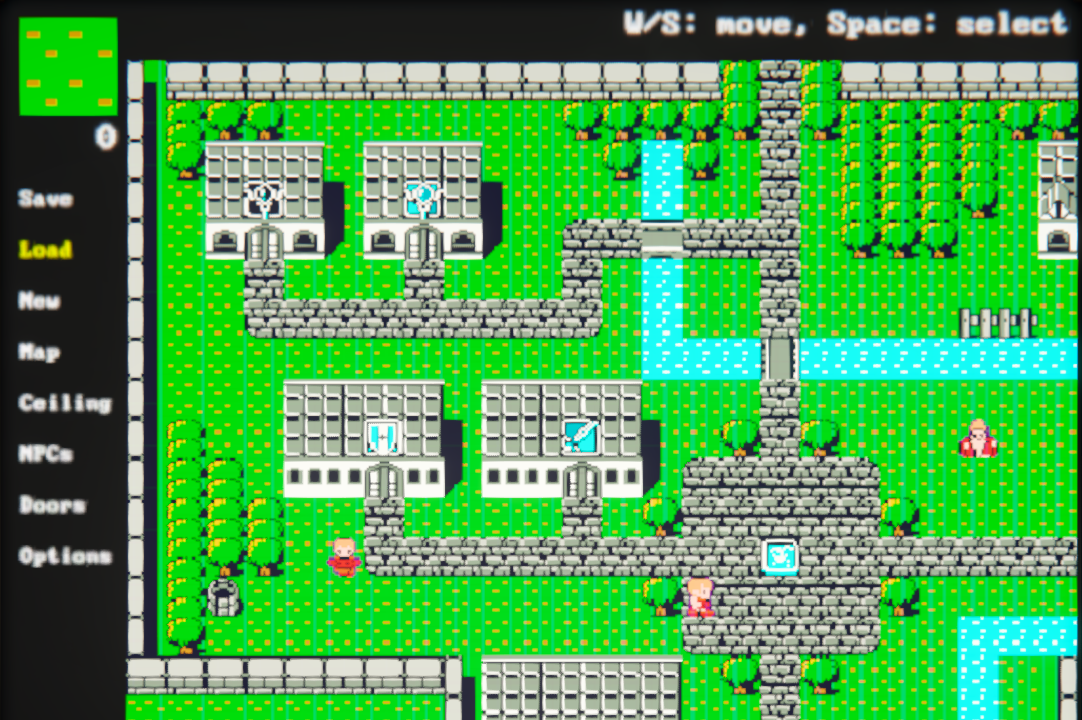 W/S: move, Space: select
0
Save
Load
New
Map
Ceiling
NPCs
Doors
Options